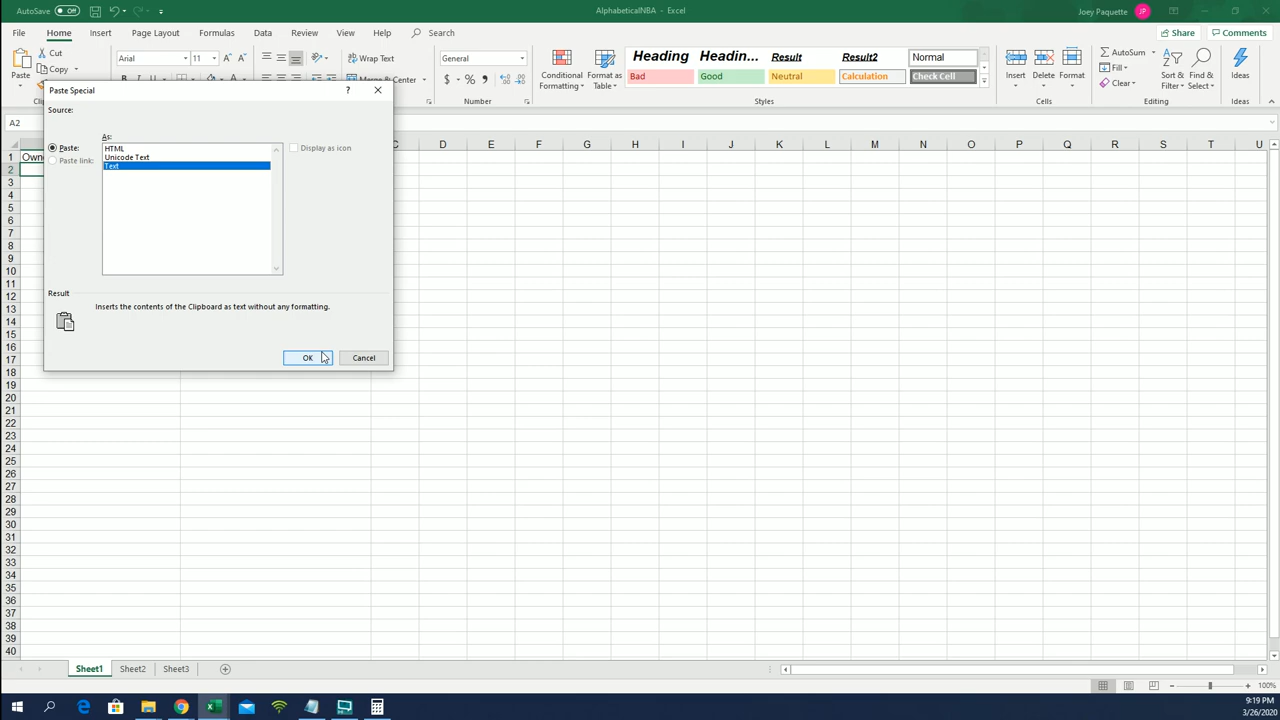 AutoSave Off AlphabeticalNBA - Excel Joey Paquette JP
File Home Insert Page Layout Formulas Data Review View Help Search Share Comments
Cut
Copy
Paste
Arial 11 A A
B
Wrap Text
Merge & Center
General
$ % ,
Number
Conditional Formatting
Format as Table
Heading Headin... Result Result2 Normal
Bad Good Neutral Calculation Check Cell
Styles
Insert Delete Format
Cells
AutoSum
Fill
Clear
Sort & Filter
Find & Select
Editing
Ideas
Ideas
Paste Special ?
Source:
As:
Paste:
Paste link:
HTML
Unicode Text
Text
Display as icon
Result
Inserts the contents of the Clipboard as text without any formatting.
OK Cancel
A2
C D E F G H I J K L M N O P Q R S T U
1 Own
2
3
4
5
6
7
8
9
10
11
12
13
14
15
16
17
18
19
20
21
22
23
24
25
26
27
28
29
30
31
32
33
34
35
36
37
38
39
40
Sheet1 Sheet2 Sheet3
100%
9:19 PM
3/26/2020